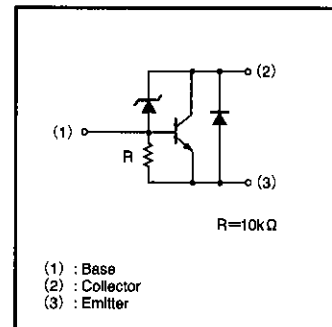 (2)
(1)
R
(3)
R=10kΩ
(1) : Base
(2) : Collector
(3) : Emitter